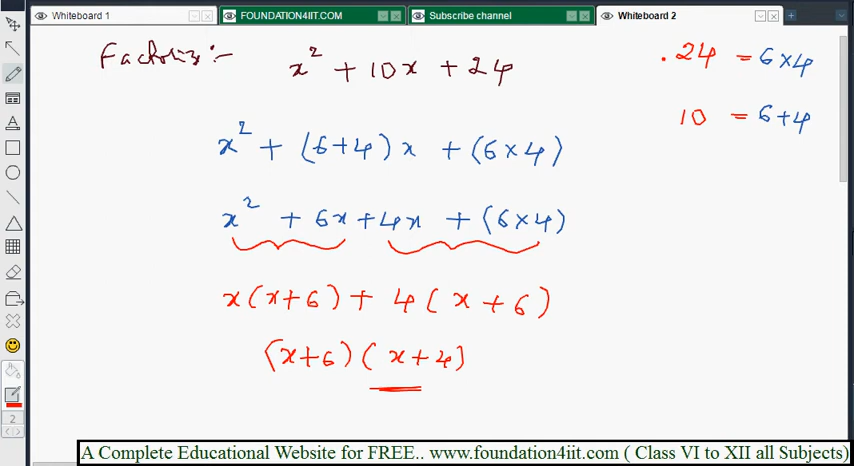 Whiteboard 1
FOUNDATION4IIT.COM
Subscribe channel
Whiteboard 2
Factorize :-
x² + 10x + 24
. 24 = 6×4
10 = 6+4
x² + (6+4)x + (6×4)
x² + 6x + 4x + (6×4)
x(x+6) + 4(x+6)
(x+6)(x+4)
2
A Complete Educational Website for FREE.. www.foundation4iit.com ( Class VI to XII all Subjects)